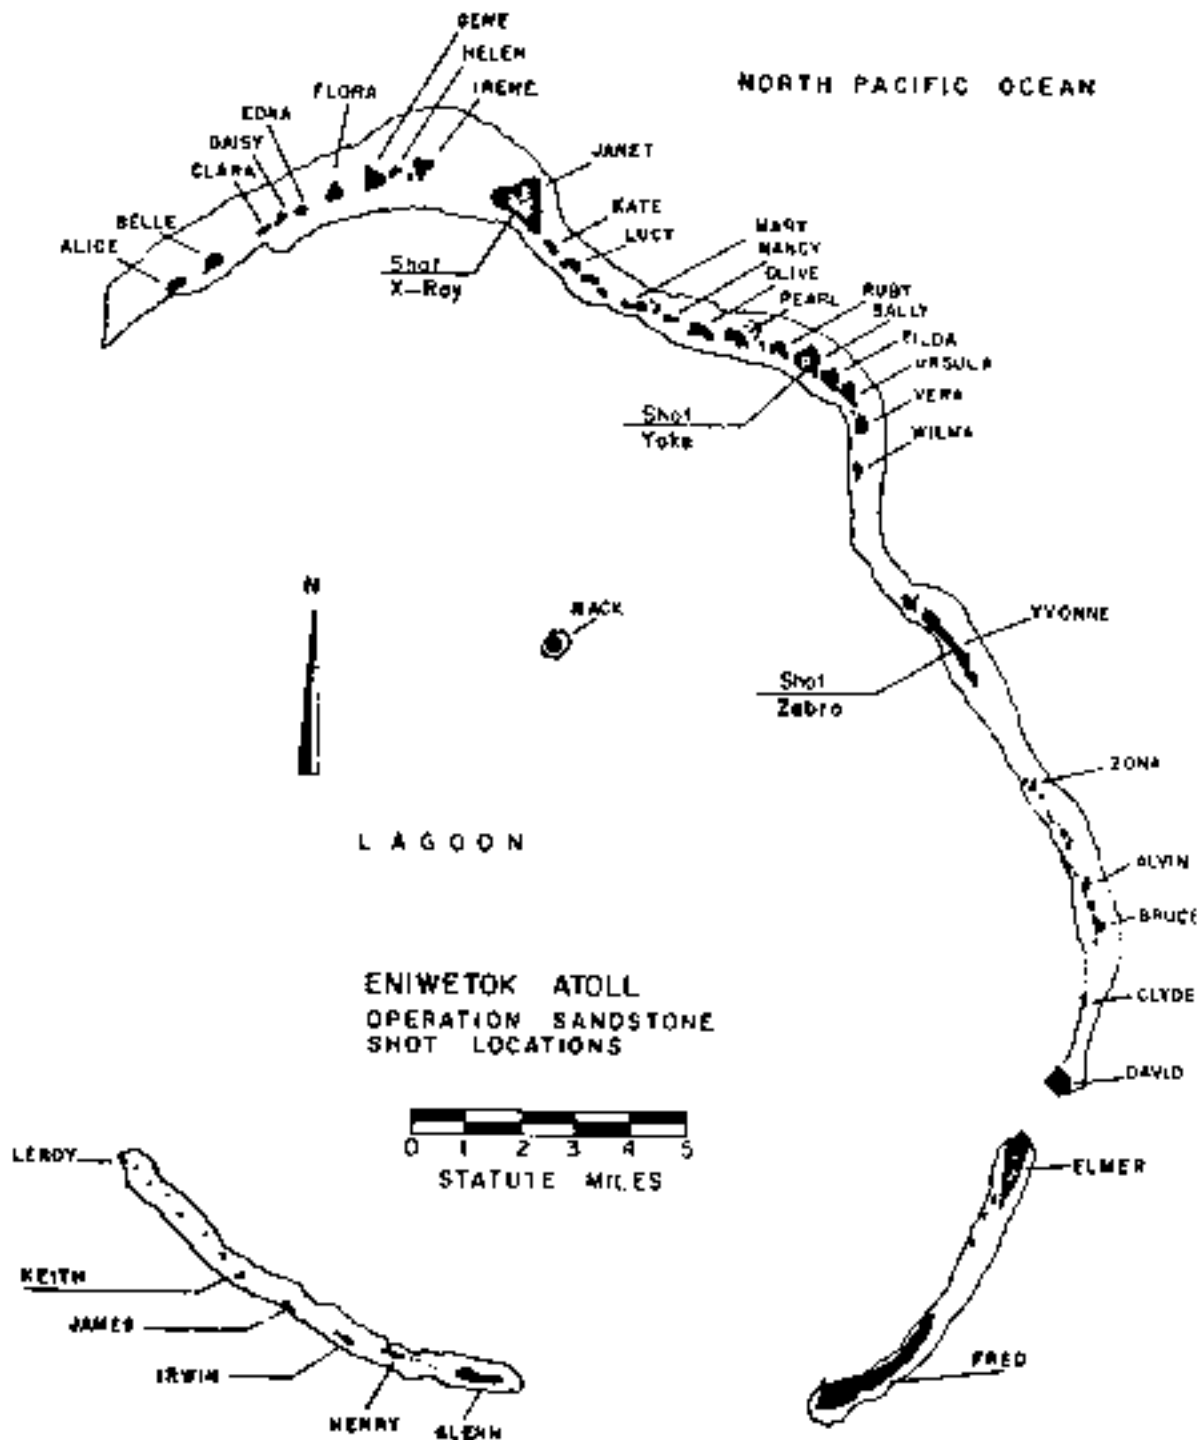 GENE
HELEN
IRENE
NORTH PACIFIC OCEAN
FLORA
EDNA
DAISY
CLARA
JANET
BELLE
KATE
ALICE
LUCY
MARY
NANCY
OLIVE
PEARL
RUBY
SALLY
TILDA
URSULA
VERA
WILMA
Shot
X-Ray
Shot
Yoke
N
MACK
YVONNE
Shot
Zebra
ZONA
LAGOON
ALVIN
BRUCE
ENIWETOK ATOLL
OPERATION SANDSTONE
SHOT LOCATIONS
CLYDE
DAVID
0 1 2 3 4 5
STATUTE MILES
LEROY
ELMER
KEITH
JAMES
IRWIN
HENRY
GLENN
FRED